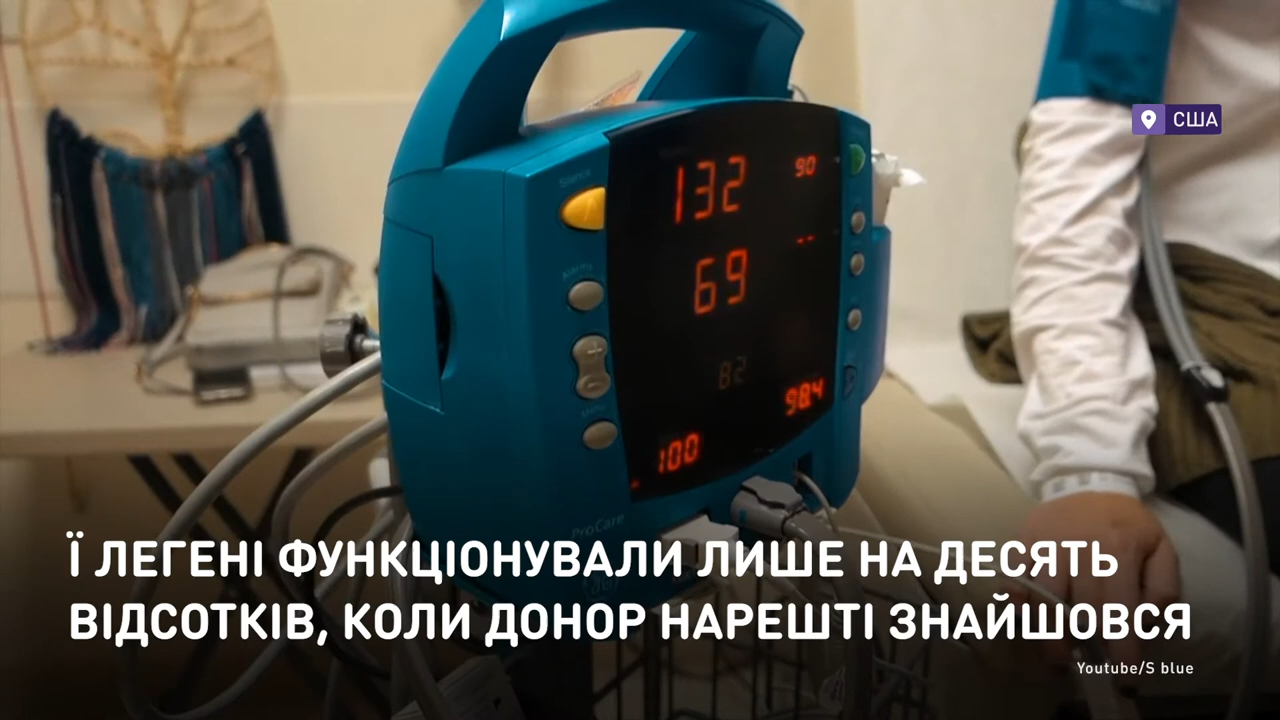 США
132
90
69
82
98.4
100
ProCare
Ї ЛЕГЕНІ ФУНКЦІОНУВАЛИ ЛИШЕ НА ДЕСЯТЬ
ВІДСОТКІВ, КОЛИ ДОНОР НАРЕШТІ ЗНАЙШОВСЯ
Youtube/S blue